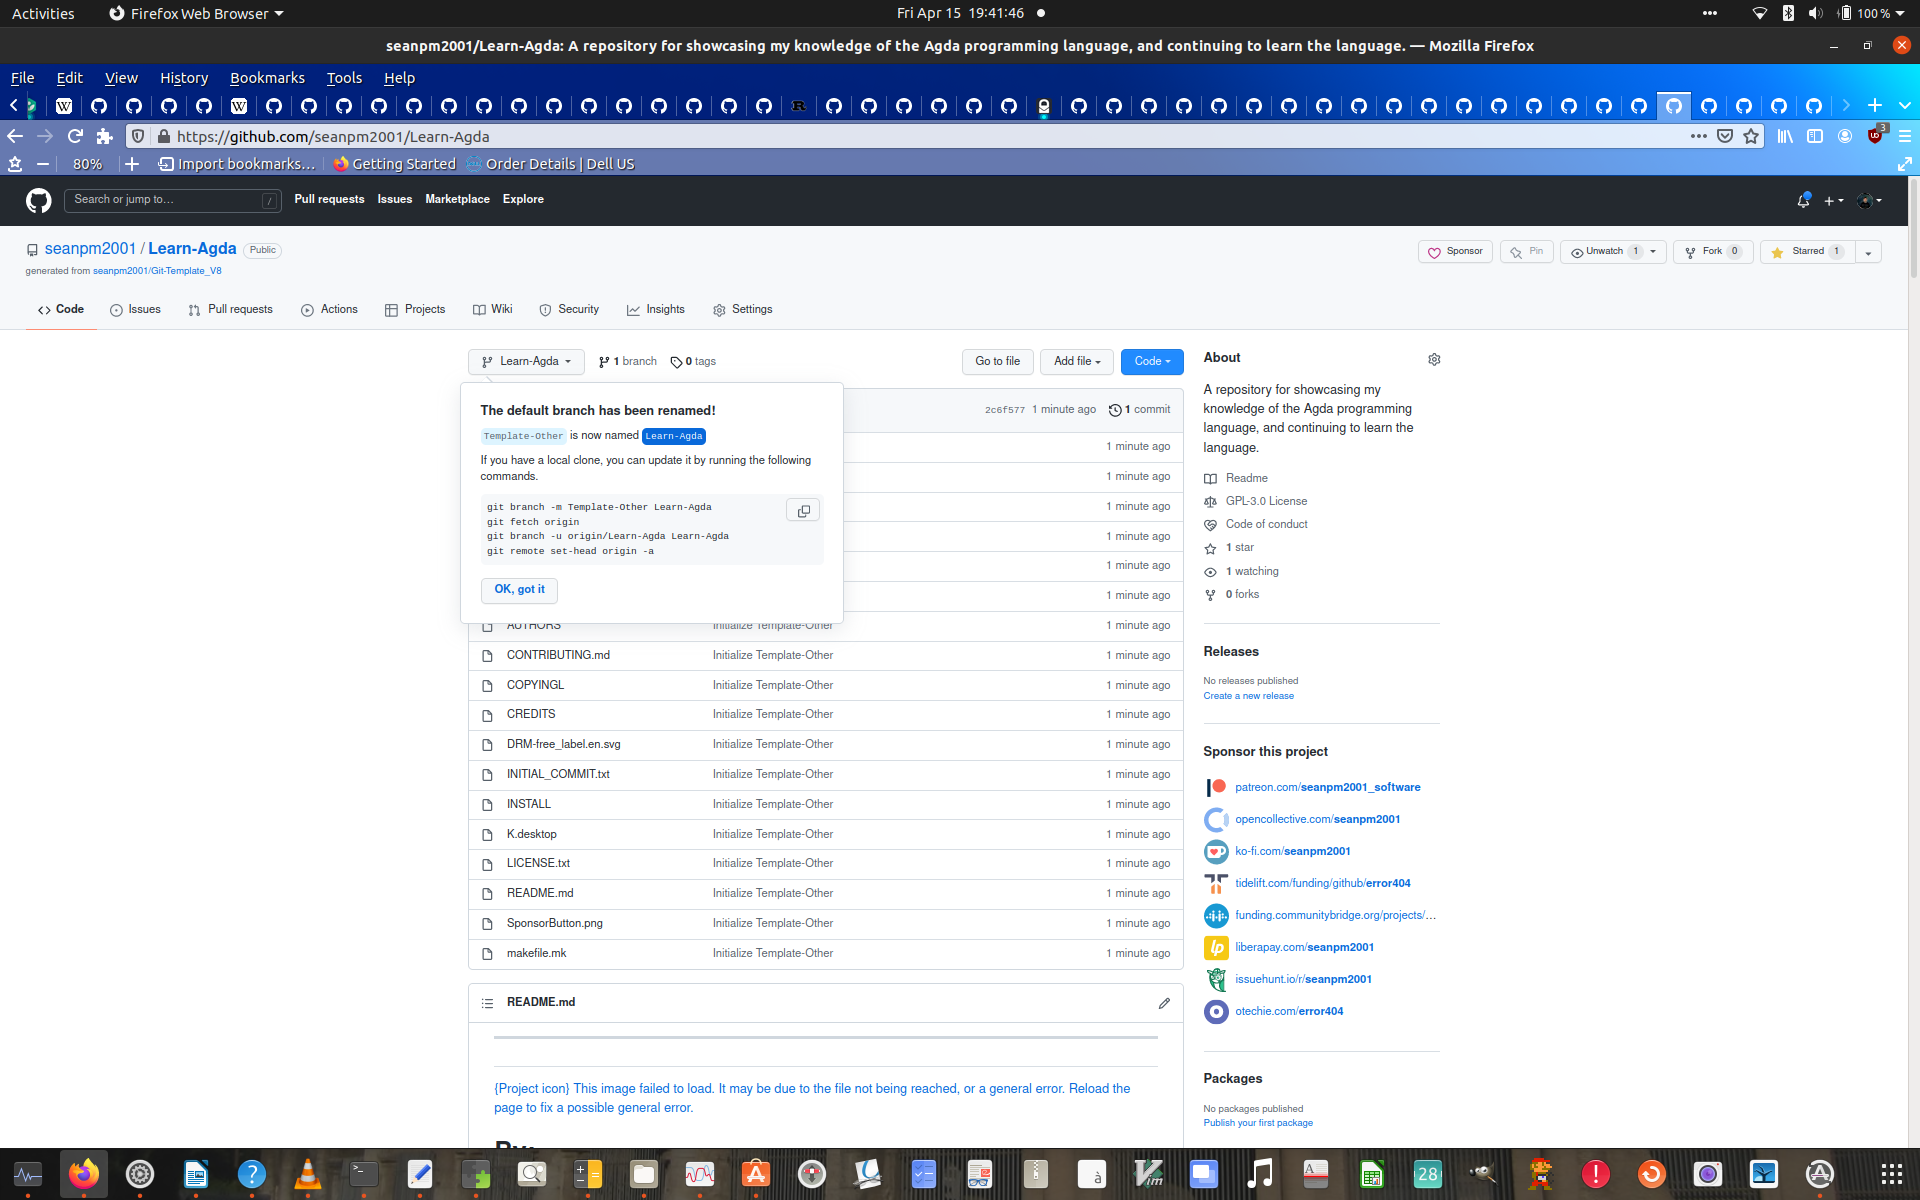 Activities
Firefox Web Browser
Fri Apr 15 19:41:46
100 %
seanpm2001/Learn-Agda: A repository for showcasing my knowledge of the Agda programming language, and continuing to learn the language. — Mozilla Firefox
File Edit View History Bookmarks Tools Help
https://github.com/seanpm2001/Learn-Agda
3
80%
Import bookmarks...
Getting Started
Order Details | Dell US
Search or jump to...
/
Pull requests
Issues
Marketplace
Explore
seanpm2001 / Learn-Agda
Public
generated from seanpm2001/Git-Template_V8
Sponsor
Pin
Unwatch 1
Fork 0
Starred 1
Code
Issues
Pull requests
Actions
Projects
Wiki
Security
Insights
Settings
Learn-Agda
1 branch
0 tags
Go to file
Add file
Code
The default branch has been renamed!
Template-Other is now named Learn-Agda
If you have a local clone, you can update it by running the following
commands.
git branch -m Template-Other Learn-Agda
git fetch origin
git branch -u origin/Learn-Agda Learn-Agda
git remote set-head origin -a
OK, got it
2c6f577 1 minute ago
1 commit
1 minute ago
1 minute ago
1 minute ago
1 minute ago
1 minute ago
1 minute ago
AUTHORS Initialize Template-Other 1 minute ago
CONTRIBUTING.md Initialize Template-Other 1 minute ago
COPYINGL Initialize Template-Other 1 minute ago
CREDITS Initialize Template-Other 1 minute ago
DRM-free_label.en.svg Initialize Template-Other 1 minute ago
INITIAL_COMMIT.txt Initialize Template-Other 1 minute ago
INSTALL Initialize Template-Other 1 minute ago
K.desktop Initialize Template-Other 1 minute ago
LICENSE.txt Initialize Template-Other 1 minute ago
README.md Initialize Template-Other 1 minute ago
SponsorButton.png Initialize Template-Other 1 minute ago
makefile.mk Initialize Template-Other 1 minute ago
README.md
{Project icon} This image failed to load. It may be due to the file not being reached, or a general error. Reload the
page to fix a possible general error.
About
A repository for showcasing my
knowledge of the Agda programming
language, and continuing to learn the
language.
Readme
GPL-3.0 License
Code of conduct
1 star
1 watching
0 forks
Releases
No releases published
Create a new release
Sponsor this project
patreon.com/seanpm2001_software
opencollective.com/seanpm2001
ko-fi.com/seanpm2001
tidelift.com/funding/github/error404
funding.communitybridge.org/projects/...
liberapay.com/seanpm2001
issuehunt.io/r/seanpm2001
otechie.com/error404
Packages
No packages published
Publish your first package
28